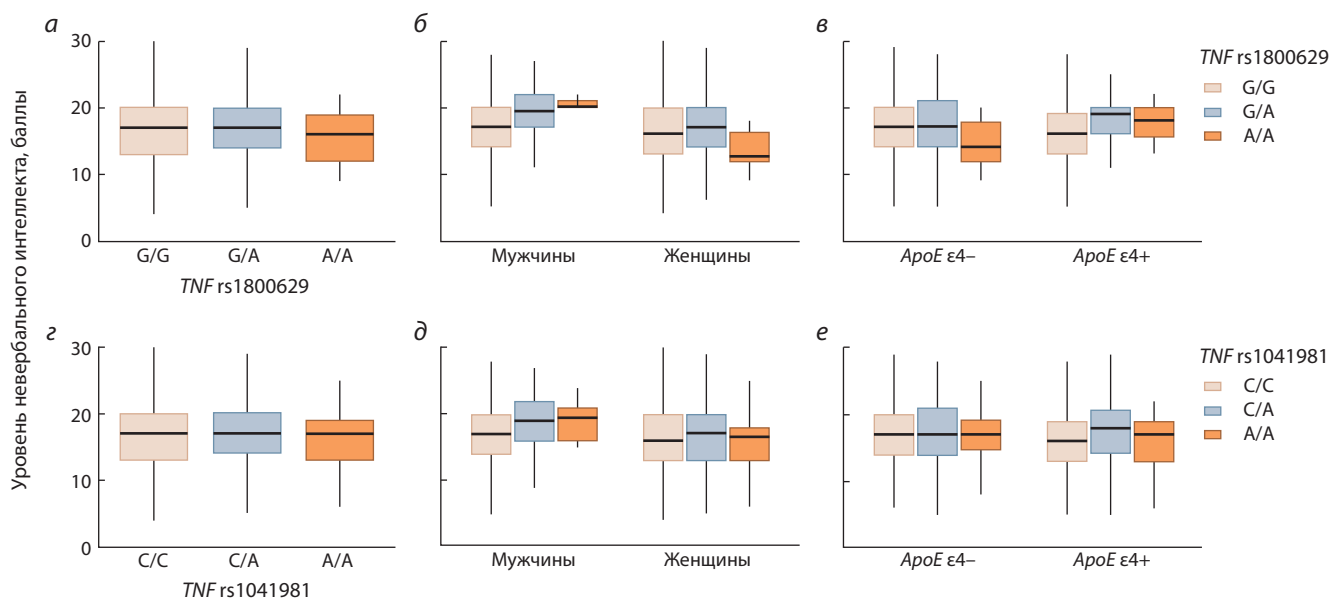 Уровень невербального интеллекта, баллы
а
30
20
10
0
G/G G/A A/A
TNF rs1800629
б
Мужчины Женщины
в
ApoE ε4– ApoE ε4+
TNF rs1800629
G/G
G/A
A/A
г
30
20
10
0
C/C C/A A/A
TNF rs1041981
д
Мужчины Женщины
е
ApoE ε4– ApoE ε4+
TNF rs1041981
C/C
C/A
A/A